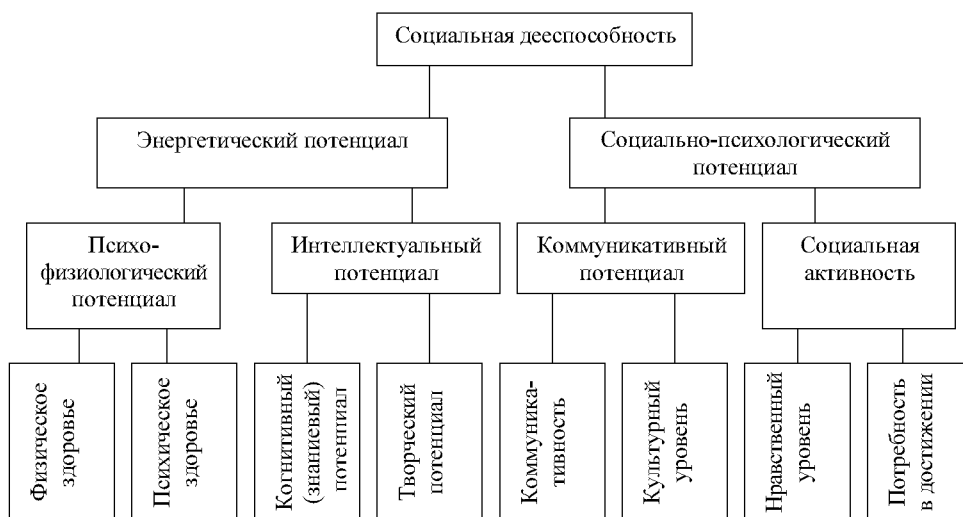 Социальная дееспособность
Энергетический потенциал
Социально-психологический
потенциал
Психо-
физиологический
потенциал
Интеллектуальный
потенциал
Коммуникативный
потенциал
Социальная
активность
Физическое
здоровье
Психическое
здоровье
Когнитивный
(знаниевый)
потенпиал
Творческий
потенциал
Коммуника-
тивность
Культурный
уровень
Нравственный
уровень
Потребность
в достижении